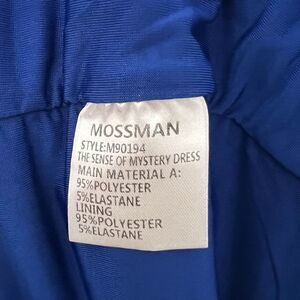 MOSSMAN
STYLE:M90194
THE SENSE OF MYSTERY DRESS
MAIN MATERIAL A:
95%POLYESTER
5%ELASTANE
LINING
95%POLYESTER
5%ELASTANE